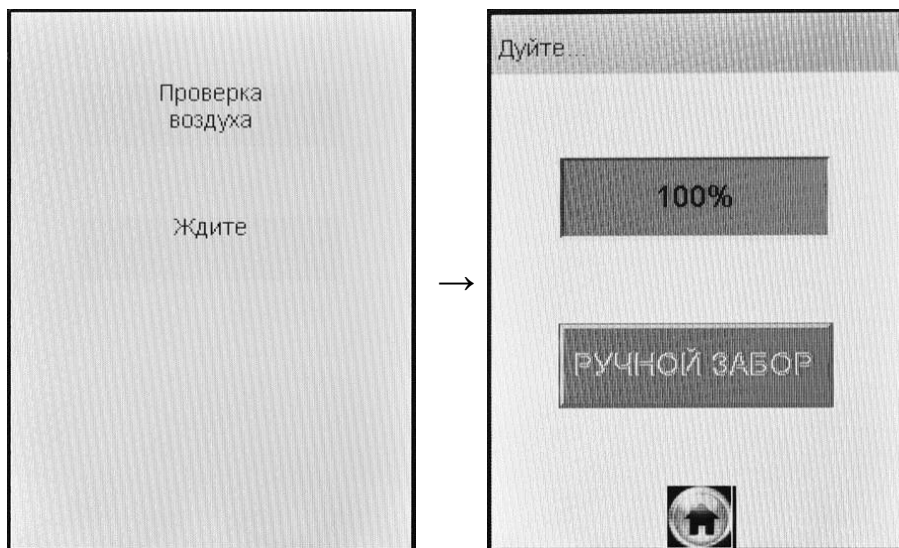 Проверка
воздуха
Ждите
→
Дуйте...
100%
РУЧНОЙ ЗАБОР